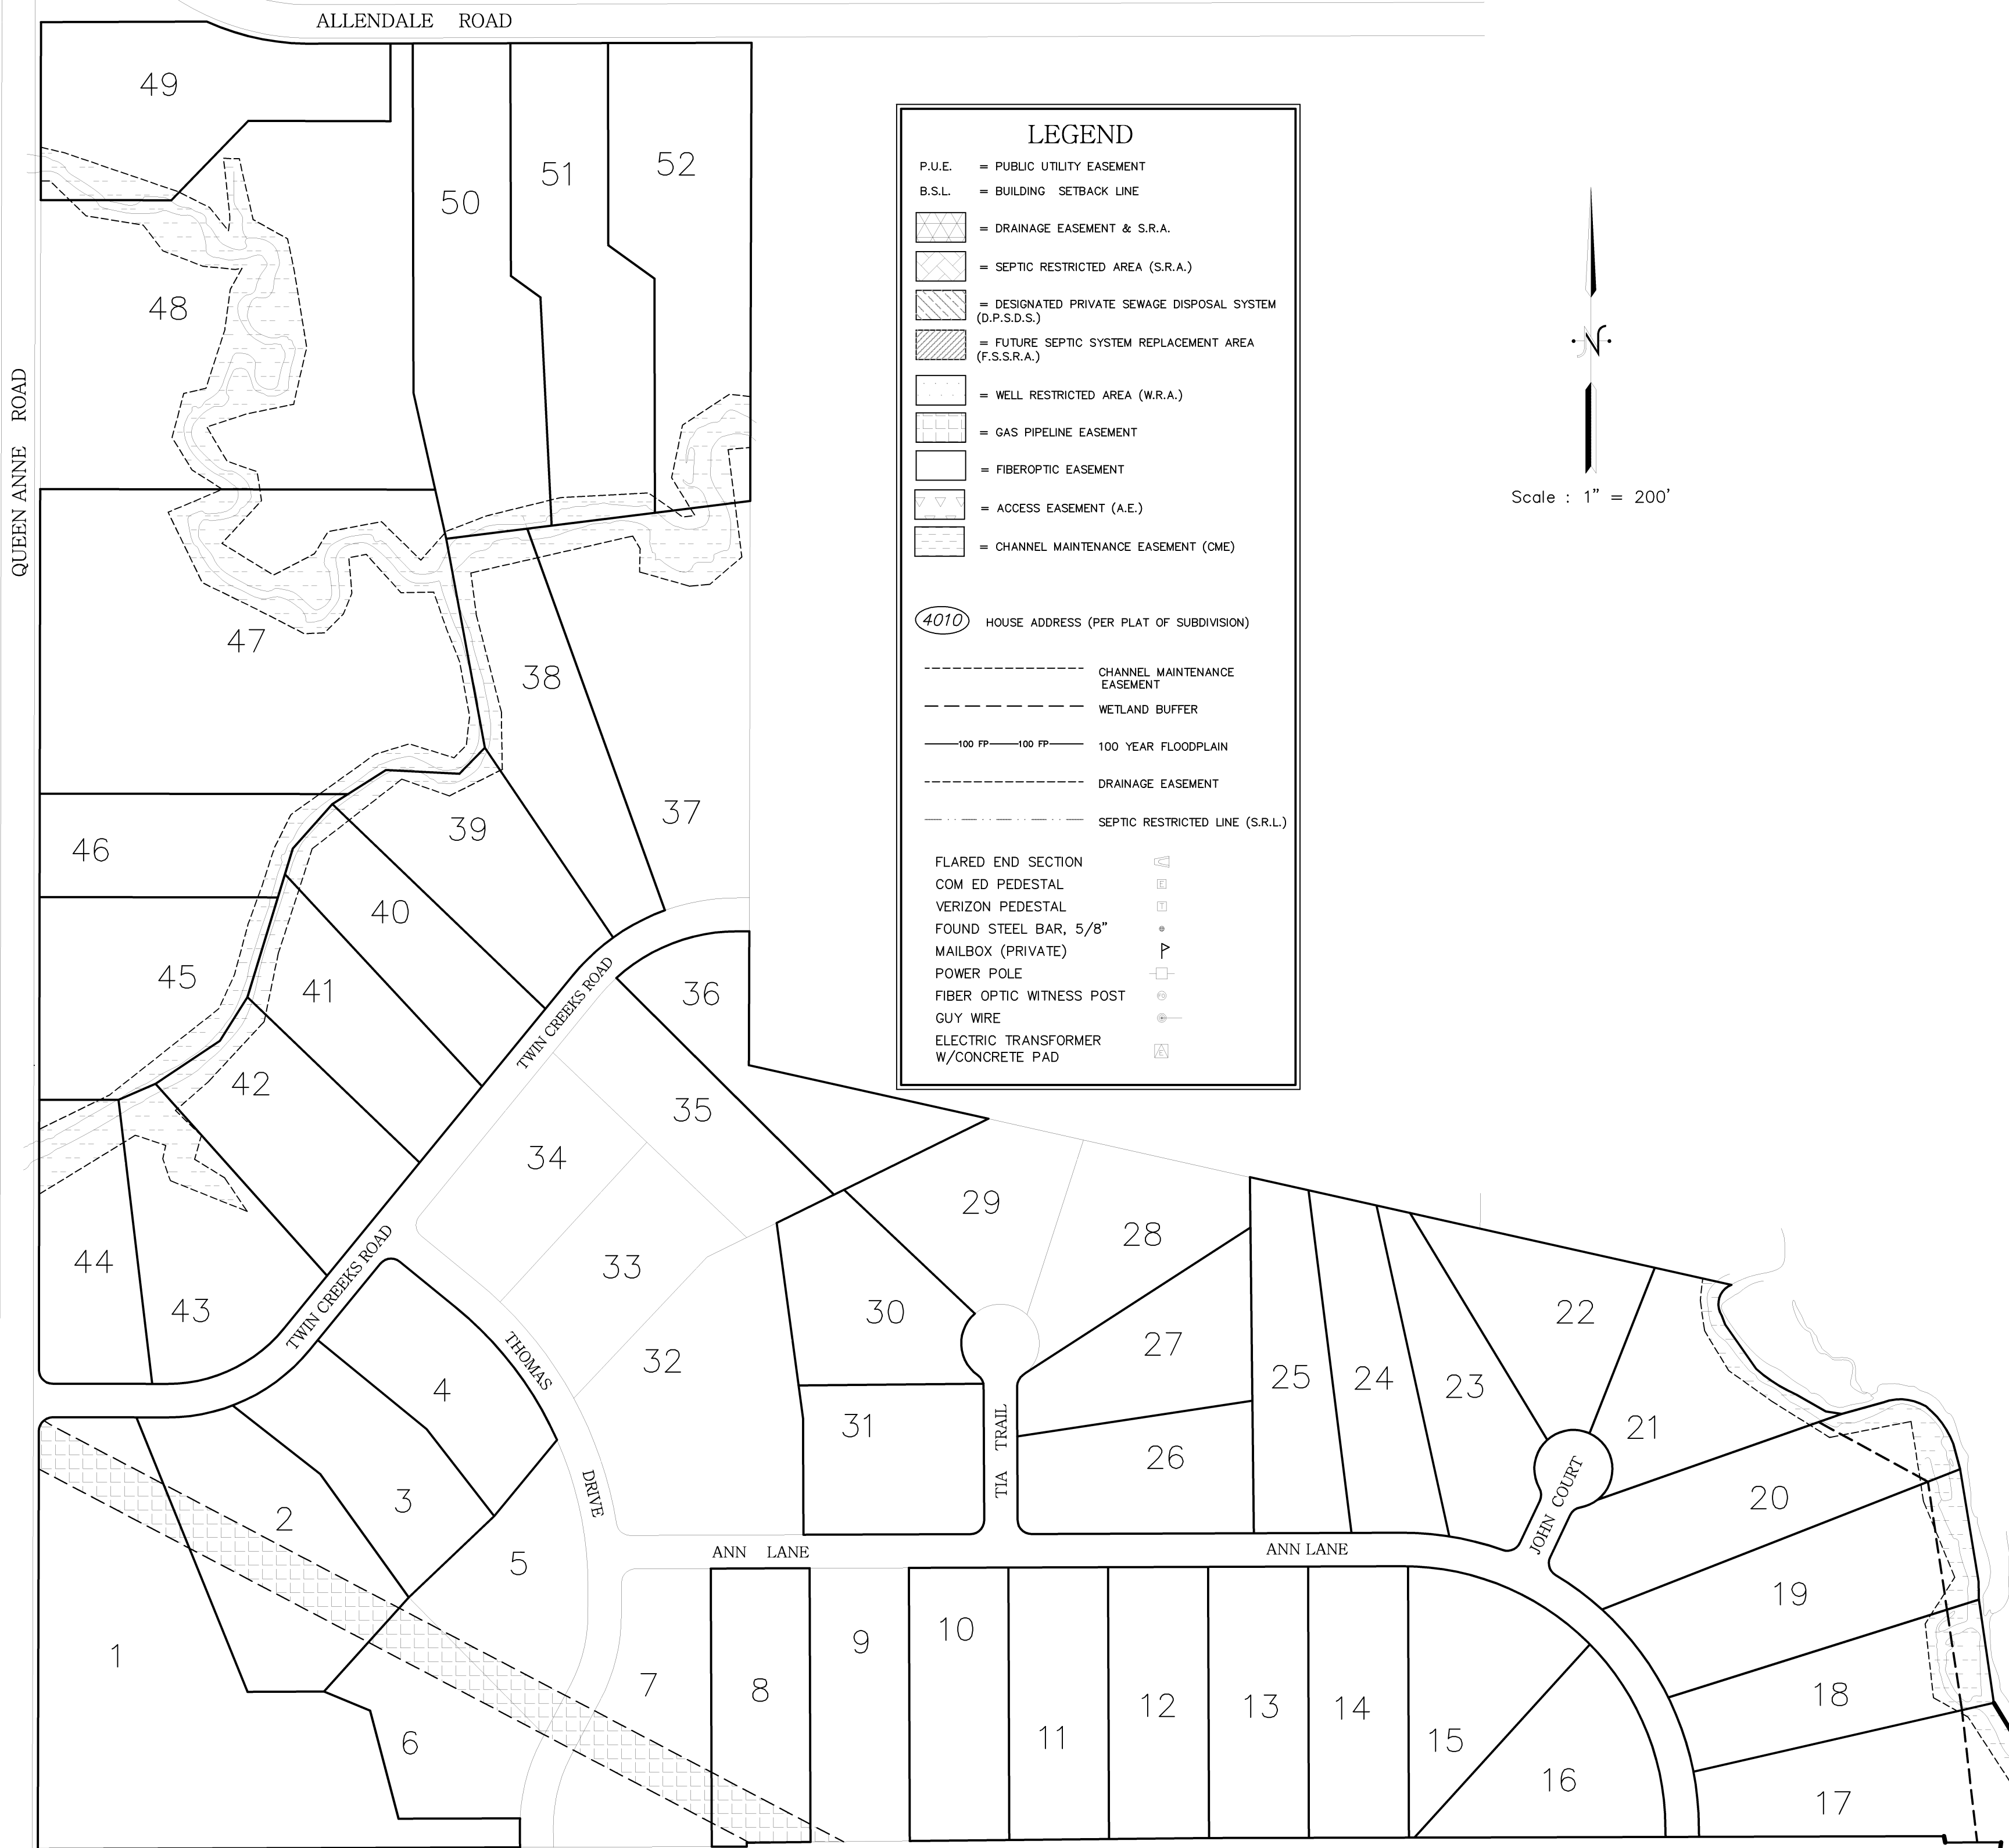 ALLENDALE ROAD
QUEEN ANNE ROAD
49
50
51
52
48
47
38
37
46
39
40
45
41
36
42
35
34
44
43
33
29
28
30
32
27
31
26
25
24
23
22
21
20
19
18
17
4
3
2
5
1
6
7
8
9
10
11
12
13
14
15
16
TWIN CREEKS ROAD
TWIN CREEKS ROAD
THOMAS
DRIVE
TIA TRAIL
ANN LANE
ANN LANE
JOHN COURT
LEGEND
P.U.E. = PUBLIC UTILITY EASEMENT
B.S.L. = BUILDING SETBACK LINE
= DRAINAGE EASEMENT & S.R.A.
= SEPTIC RESTRICTED AREA (S.R.A.)
= DESIGNATED PRIVATE SEWAGE DISPOSAL SYSTEM
(D.P.S.D.S.)
= FUTURE SEPTIC SYSTEM REPLACEMENT AREA
(F.S.S.R.A.)
= WELL RESTRICTED AREA (W.R.A.)
= GAS PIPELINE EASEMENT
= FIBEROPTIC EASEMENT
= ACCESS EASEMENT (A.E.)
= CHANNEL MAINTENANCE EASEMENT (CME)
4010 HOUSE ADDRESS (PER PLAT OF SUBDIVISION)
CHANNEL MAINTENANCE
EASEMENT
WETLAND BUFFER
100 FP 100 FP 100 YEAR FLOODPLAIN
DRAINAGE EASEMENT
SEPTIC RESTRICTED LINE (S.R.L.)
FLARED END SECTION
COM ED PEDESTAL E
VERIZON PEDESTAL T
FOUND STEEL BAR, 5/8"
MAILBOX (PRIVATE)
POWER POLE
FIBER OPTIC WITNESS POST FO
GUY WIRE
ELECTRIC TRANSFORMER
W/CONCRETE PAD E
N
Scale : 1" = 200'